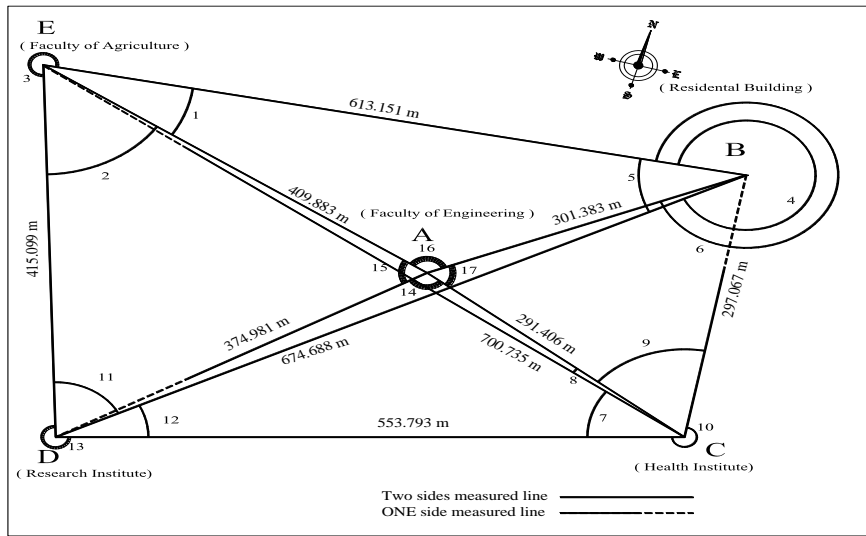 E
( Faculty of Agriculture )
3
1
2
613.151 m
N
E
S
( Residental Building )
B
4
5
6
409.883 m
( Faculty of Engineering )
A
301.383 m
16
15
17
14
415.099 m
297.067 m
374.981 m
674.688 m
291.406 m
700.735 m
8
9
11
12
553.793 m
7
10
D
13
( Research Institute)
C
( Health Institute)
Two sides measured line
ONE side measured line